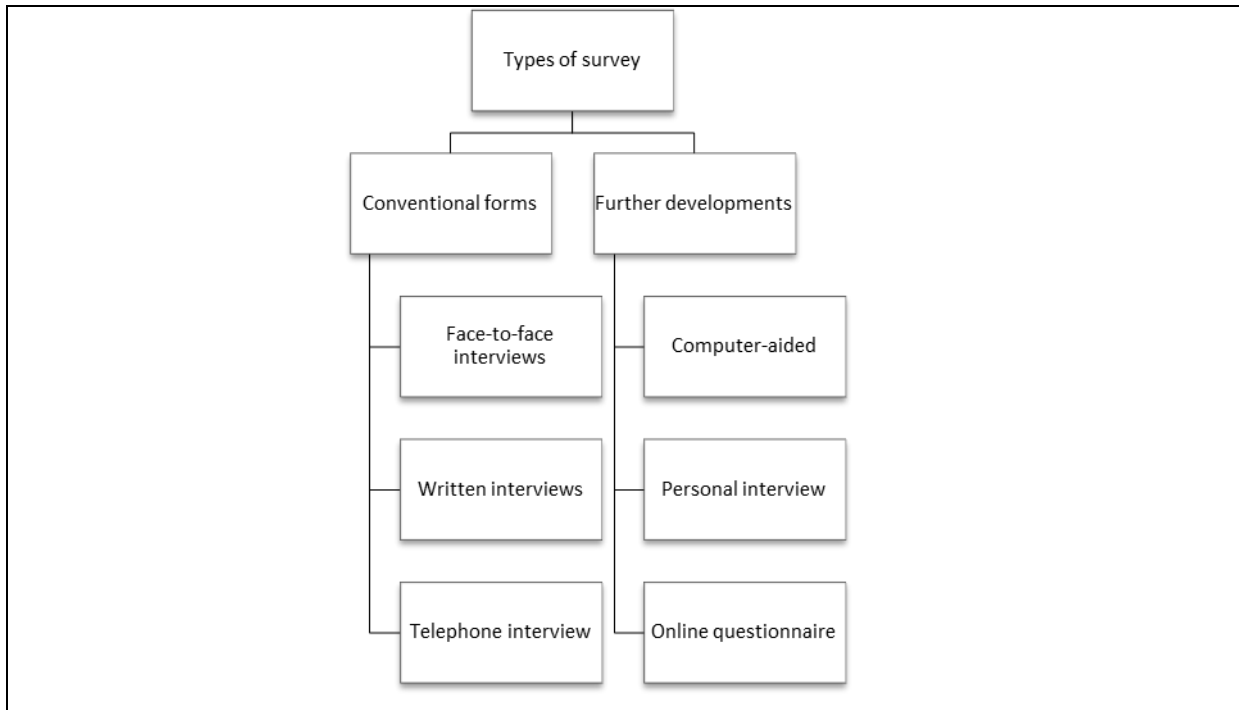 Types of survey
Conventional forms
Further developments
Face-to-face
interviews
Computer-aided
Written interviews
Personal interview
Telephone interview
Online questionnaire